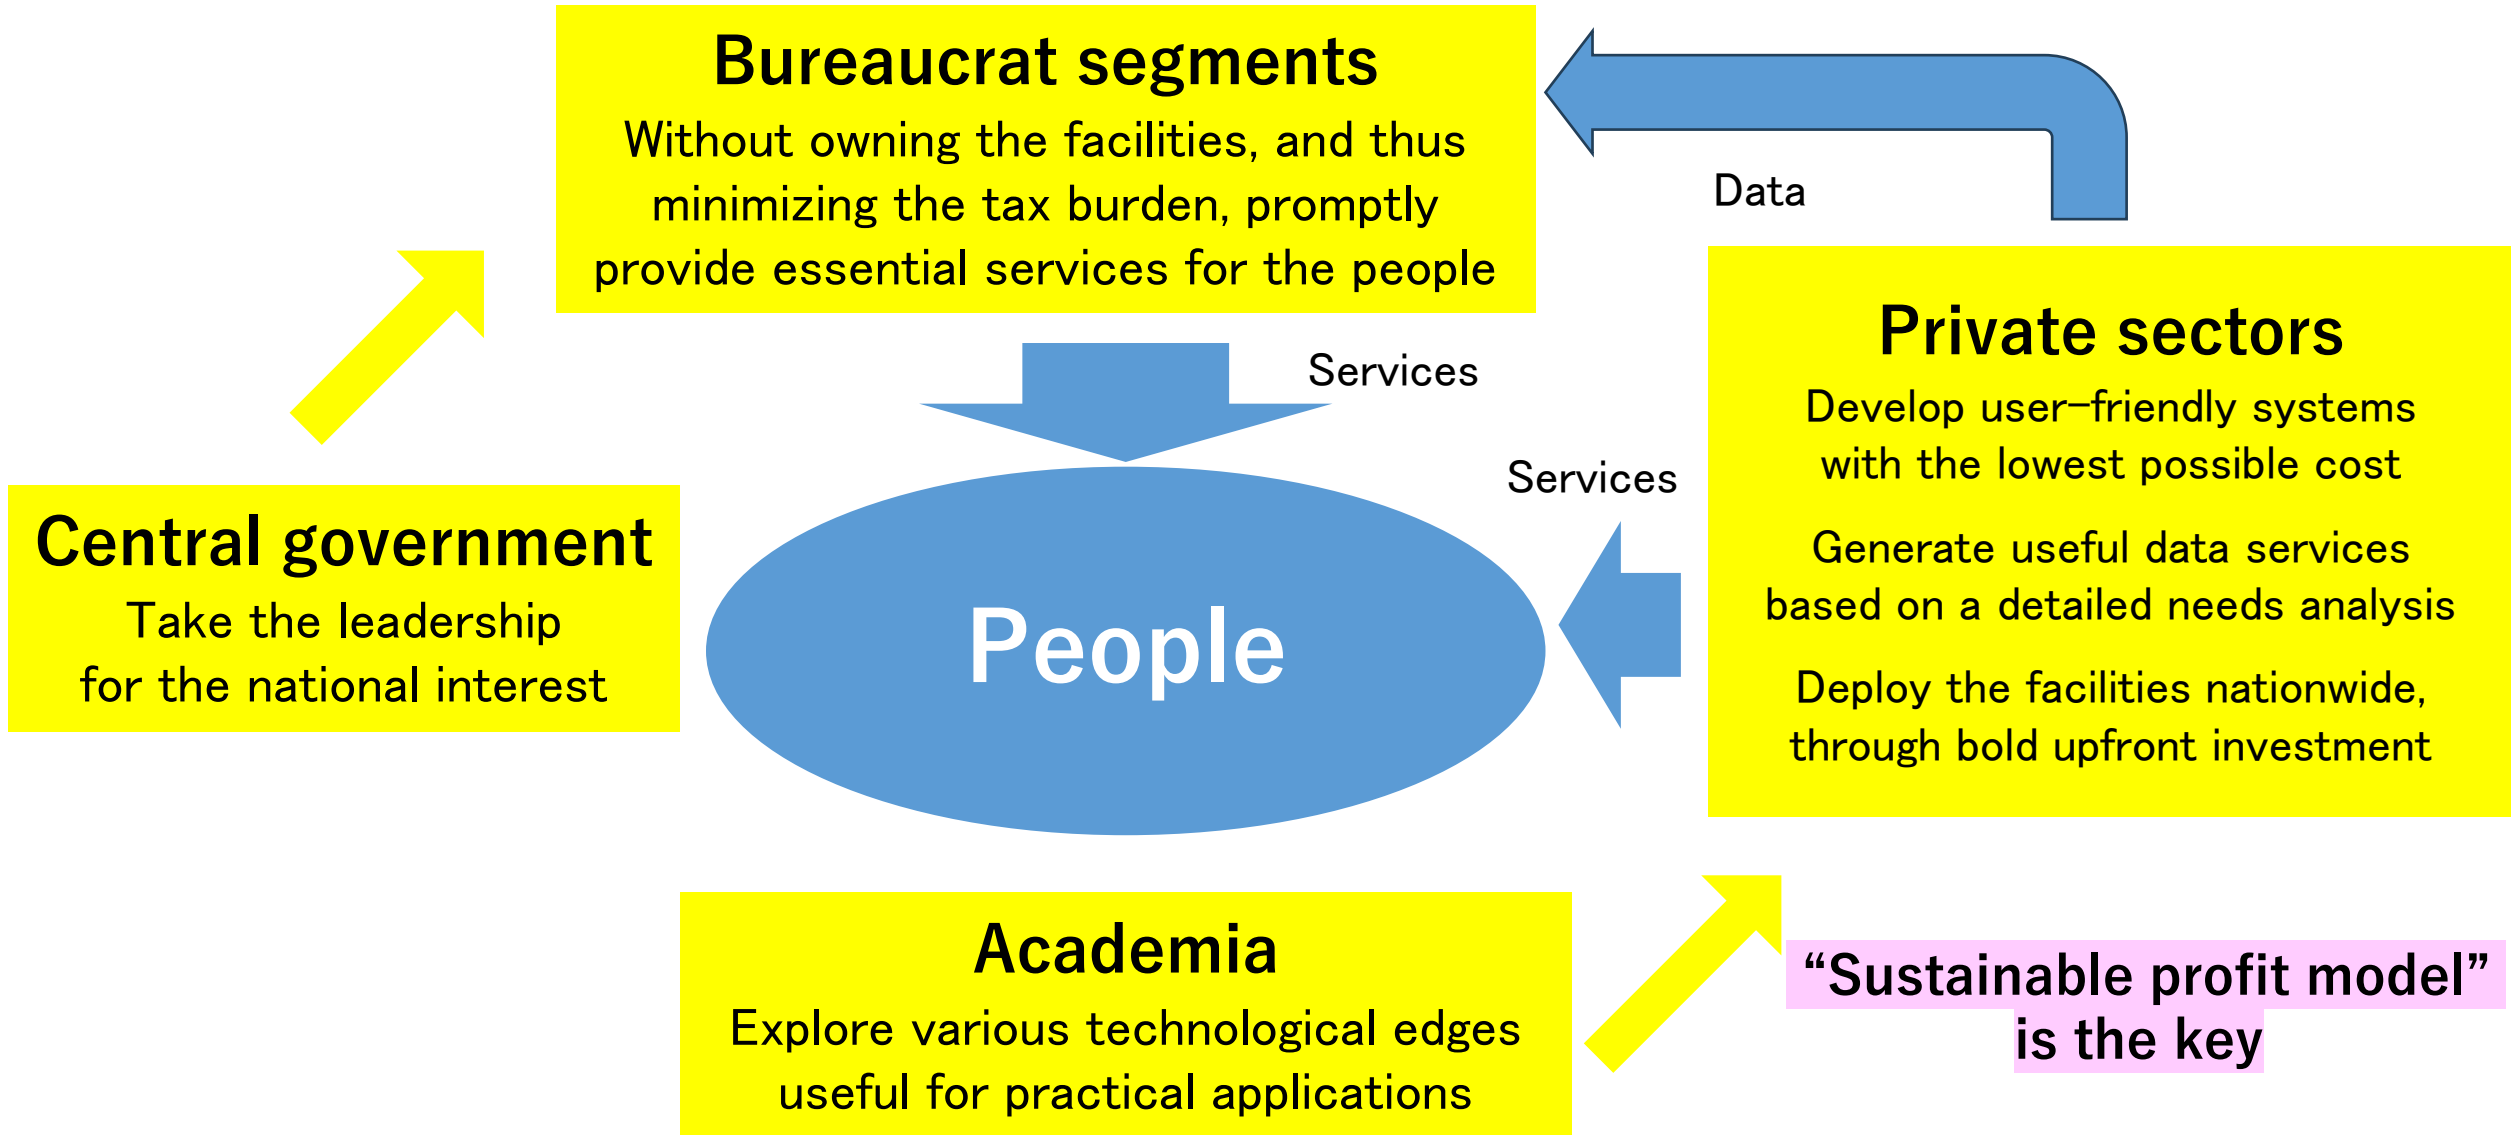 Bureaucrat segments
Without owning the facilities, and thus
minimizing the tax burden, promptly
provide essential services for the people
Data
Services
Private sectors
Develop user-friendly systems
with the lowest possible cost
Generate useful data services
based on a detailed needs analysis
Deploy the facilities nationwide,
through bold upfront investment
Services
Central government
Take the leadership
for the national interest
People
Academia
Explore various technological edges
useful for practical applications
“Sustainable profit model”
is the key